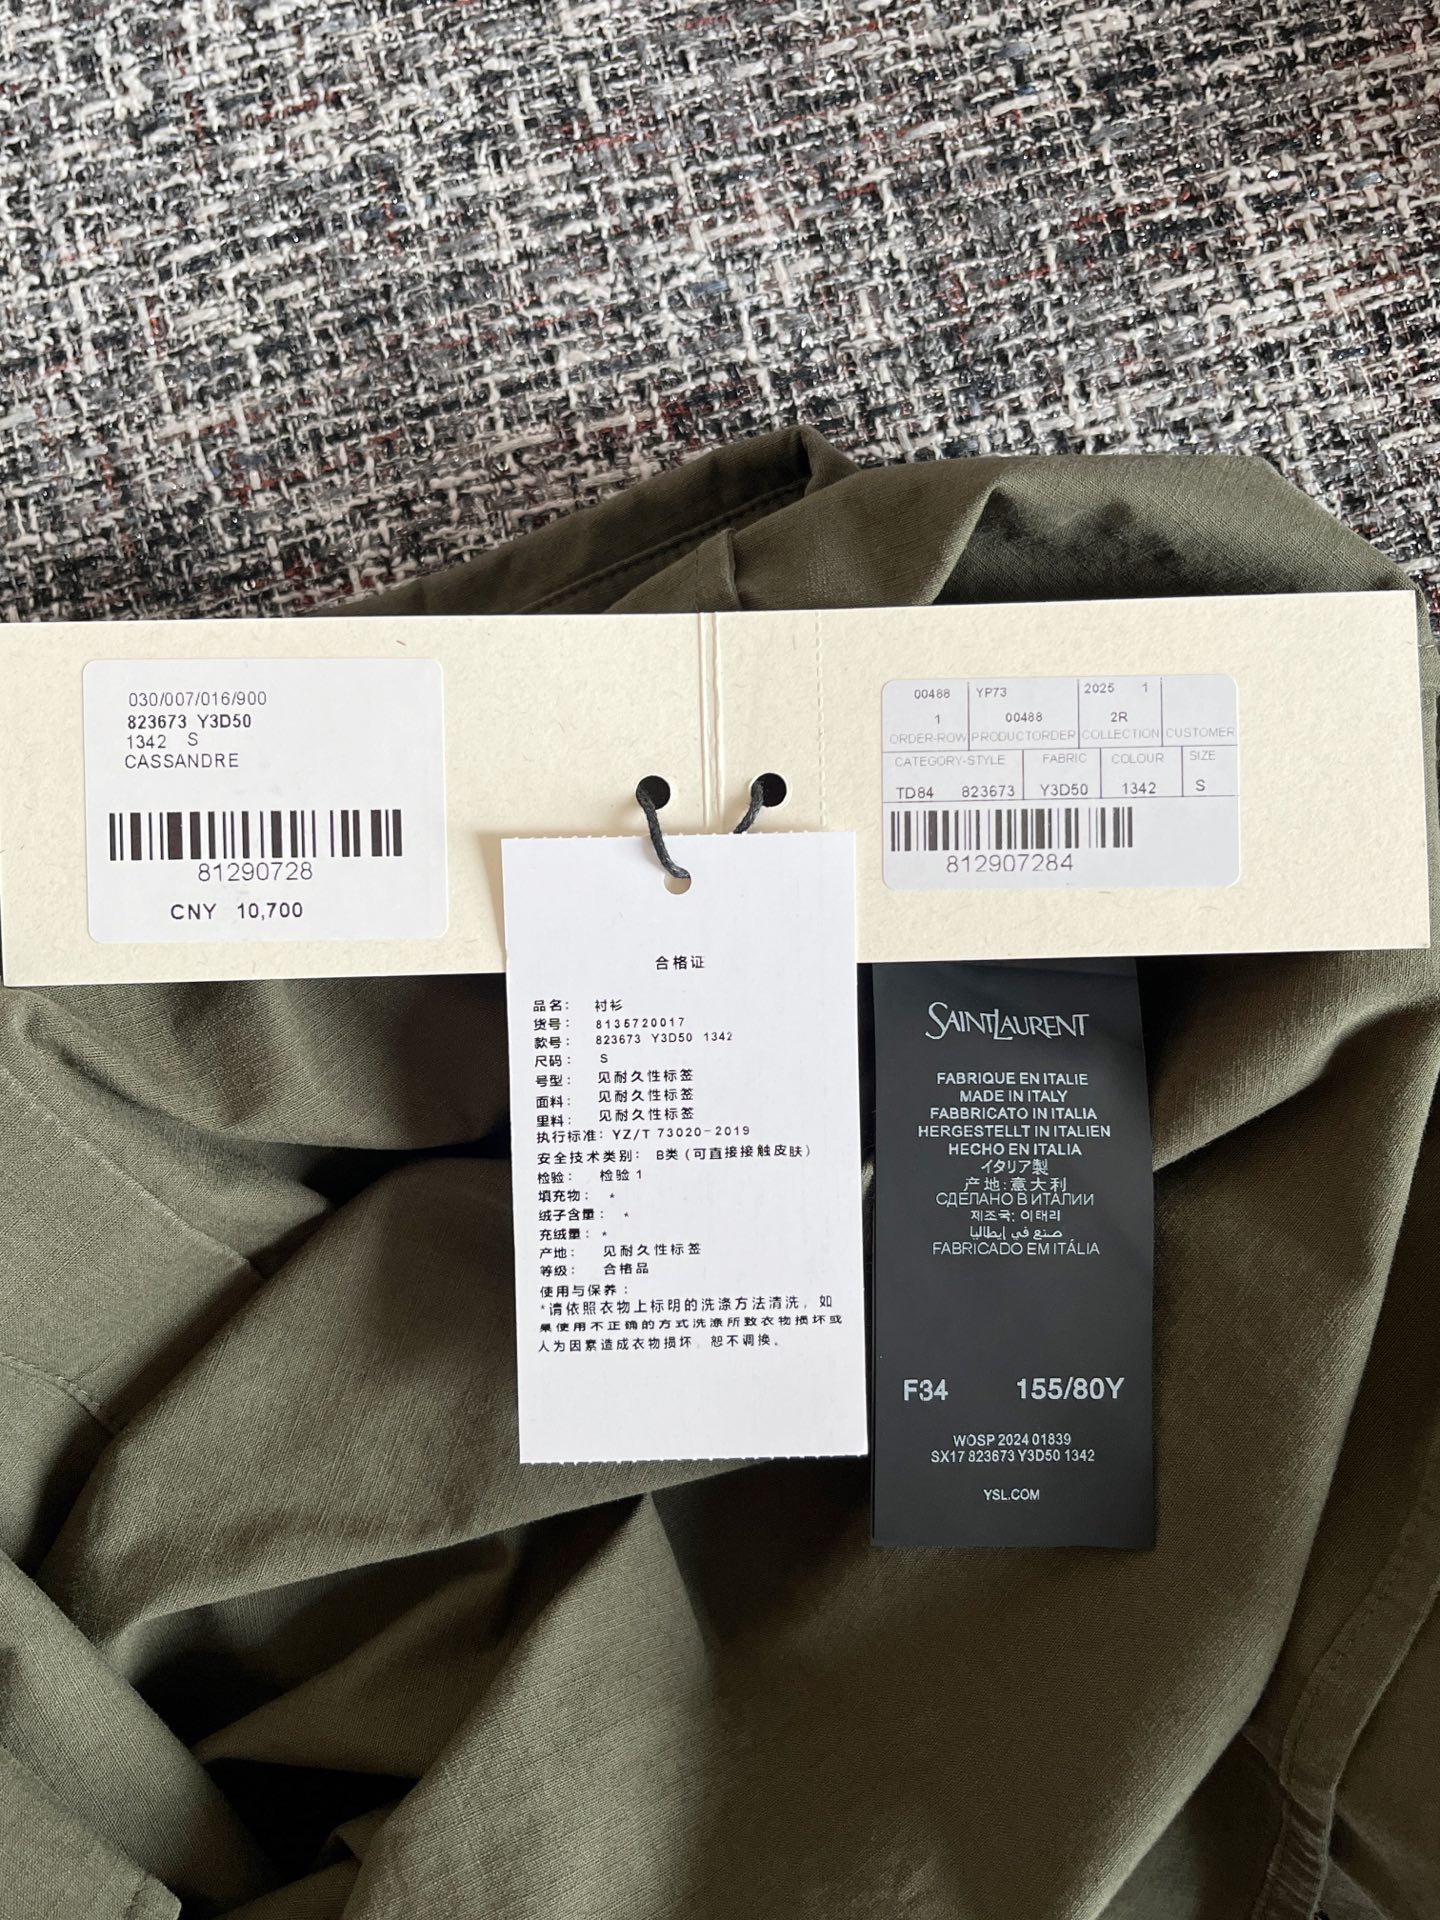 030/007/016/900
823673 Y3D50
1342 S
CASSANDRE
81290728
CNY 10,700
00488 YP73 2025 1
1 00488 2R
ORDER-ROW PRODUCTORDER COLLECTION CUSTOMER
CATEGORY-STYLE FABRIC COLOUR SIZE
TD84 823673 Y3D50 1342 S
812907284
合格证
品名： 衬衫
货号： 8135720017
款号： 823673 Y3D50 1342
尺码： S
号型： 见耐久性标签
面料： 见耐久性标签
里料： 见耐久性标签
执行标准：YZ/T 73020-2019
安全技术类别： B类 (可直接接触皮肤)
检验： 检验 1
填充物： *
绒子含量： *
充绒量： *
产地： 见耐久性标签
等级： 合格品
使用与保养：
*请依照衣物上标明的洗涤方法清洗，如
果使用不正确的方式洗涤所致衣物损坏或
人为因素造成衣物损坏，恕不调换。
SAINT LAURENT
FABRIQUE EN ITALIE
MADE IN ITALY
FABBRICATO IN ITALIA
HERGESTELLT IN ITALIEN
HECHO EN ITALIA
イタリア製
产地:意大利
СДЕЛАНО В ИТАЛИИ
제조국: 이태리
صنع في إيطاليا
FABRICADO EM ITÁLIA
F34 155/80Y
WOSP 2024 01839
SX17 823673 Y3D50 1342
YSL.COM